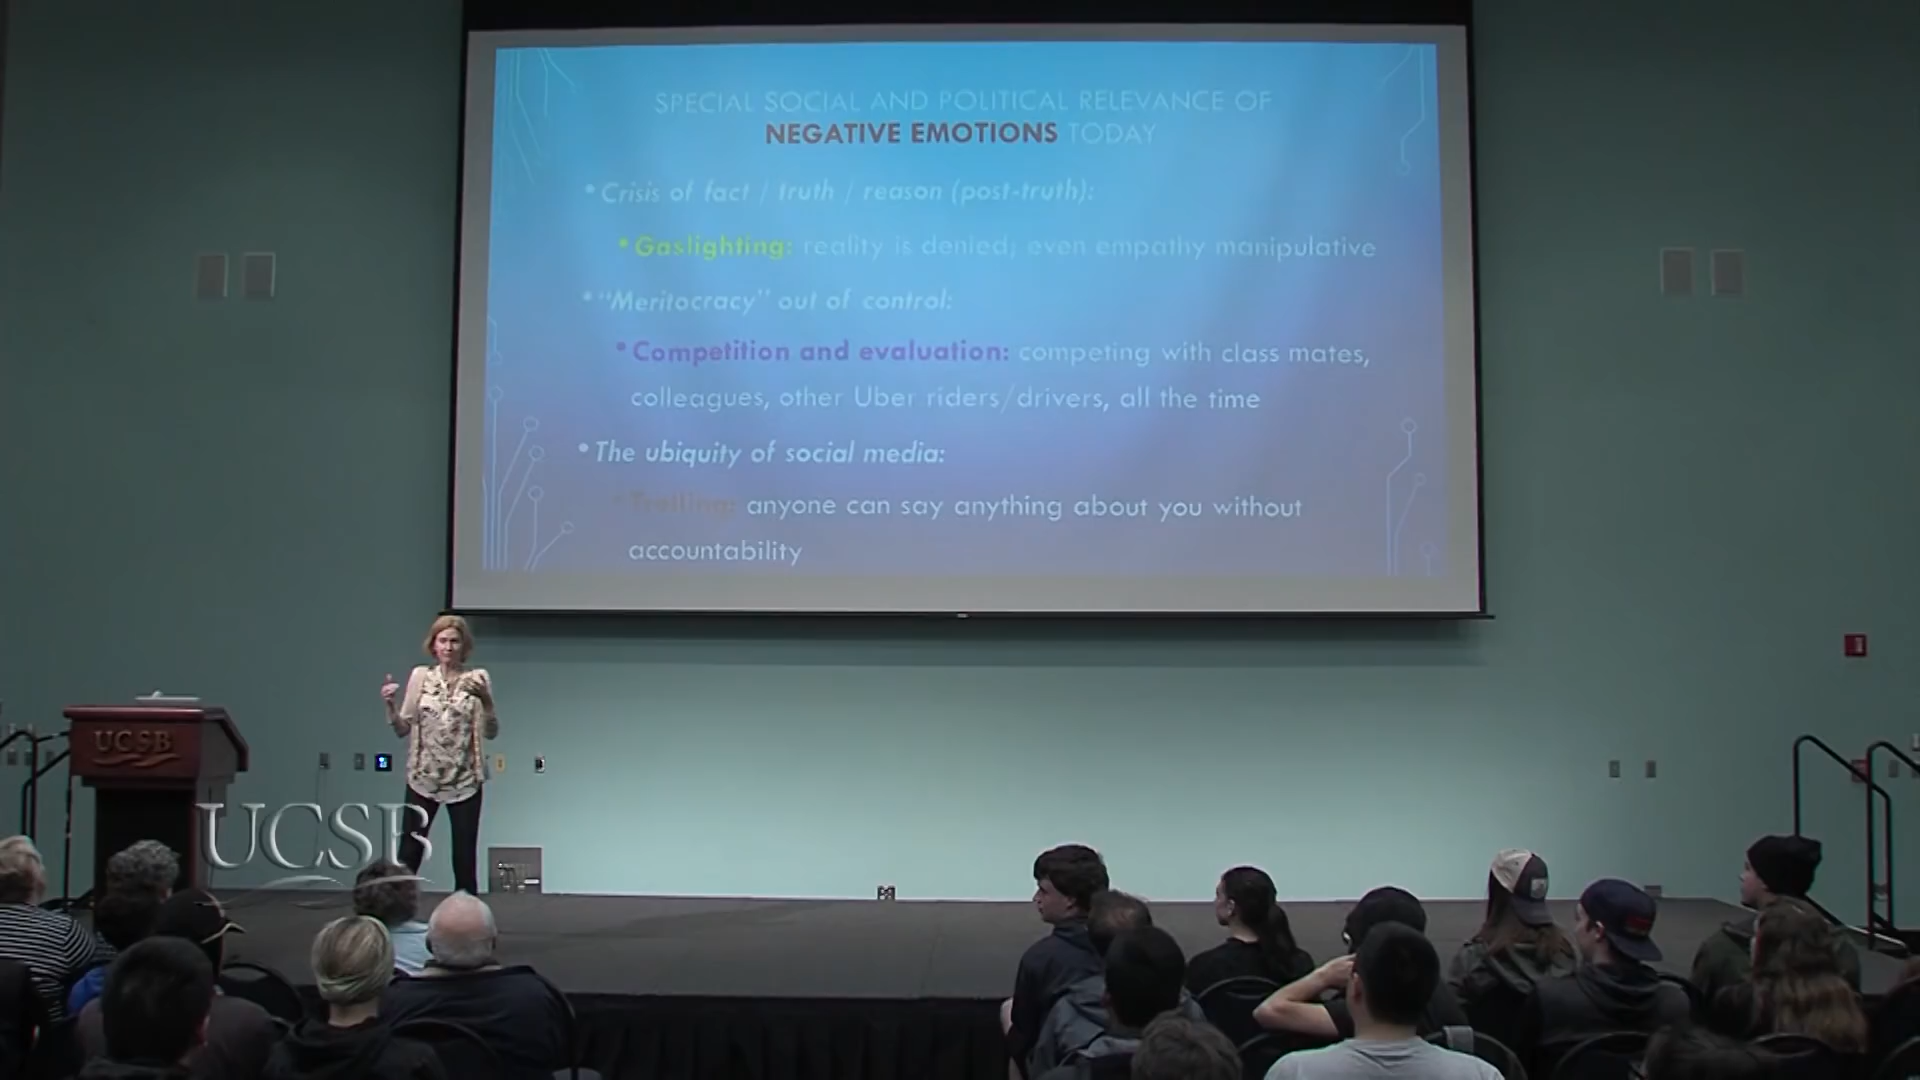 SPECIAL SOCIAL AND POLITICAL RELEVANCE OF
NEGATIVE EMOTIONS TODAY
• Crisis of fact / truth / reason (post-truth):
• Gaslighting: reality is denied; even empathy manipulative
• "Meritocracy" out of control:
• Competition and evaluation: competing with class mates,
colleagues, other Uber riders/drivers, all the time
• The ubiquity of social media:
• Trolling: anyone can say anything about you without
accountability
UCSB
UCSB